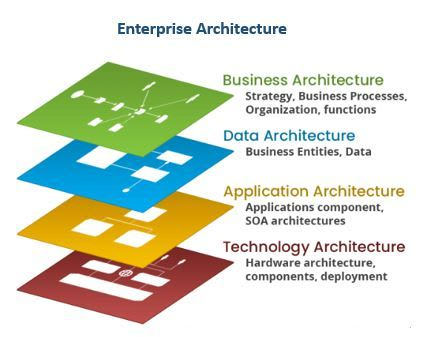 Enterprise Architecture
Business Architecture
Strategy, Business Processes,
Organization, functions
Data Architecture
Business Entities, Data
Application Architecture
Applications component,
SOA architectures
Technology Architecture
Hardware architecture,
components, deployment